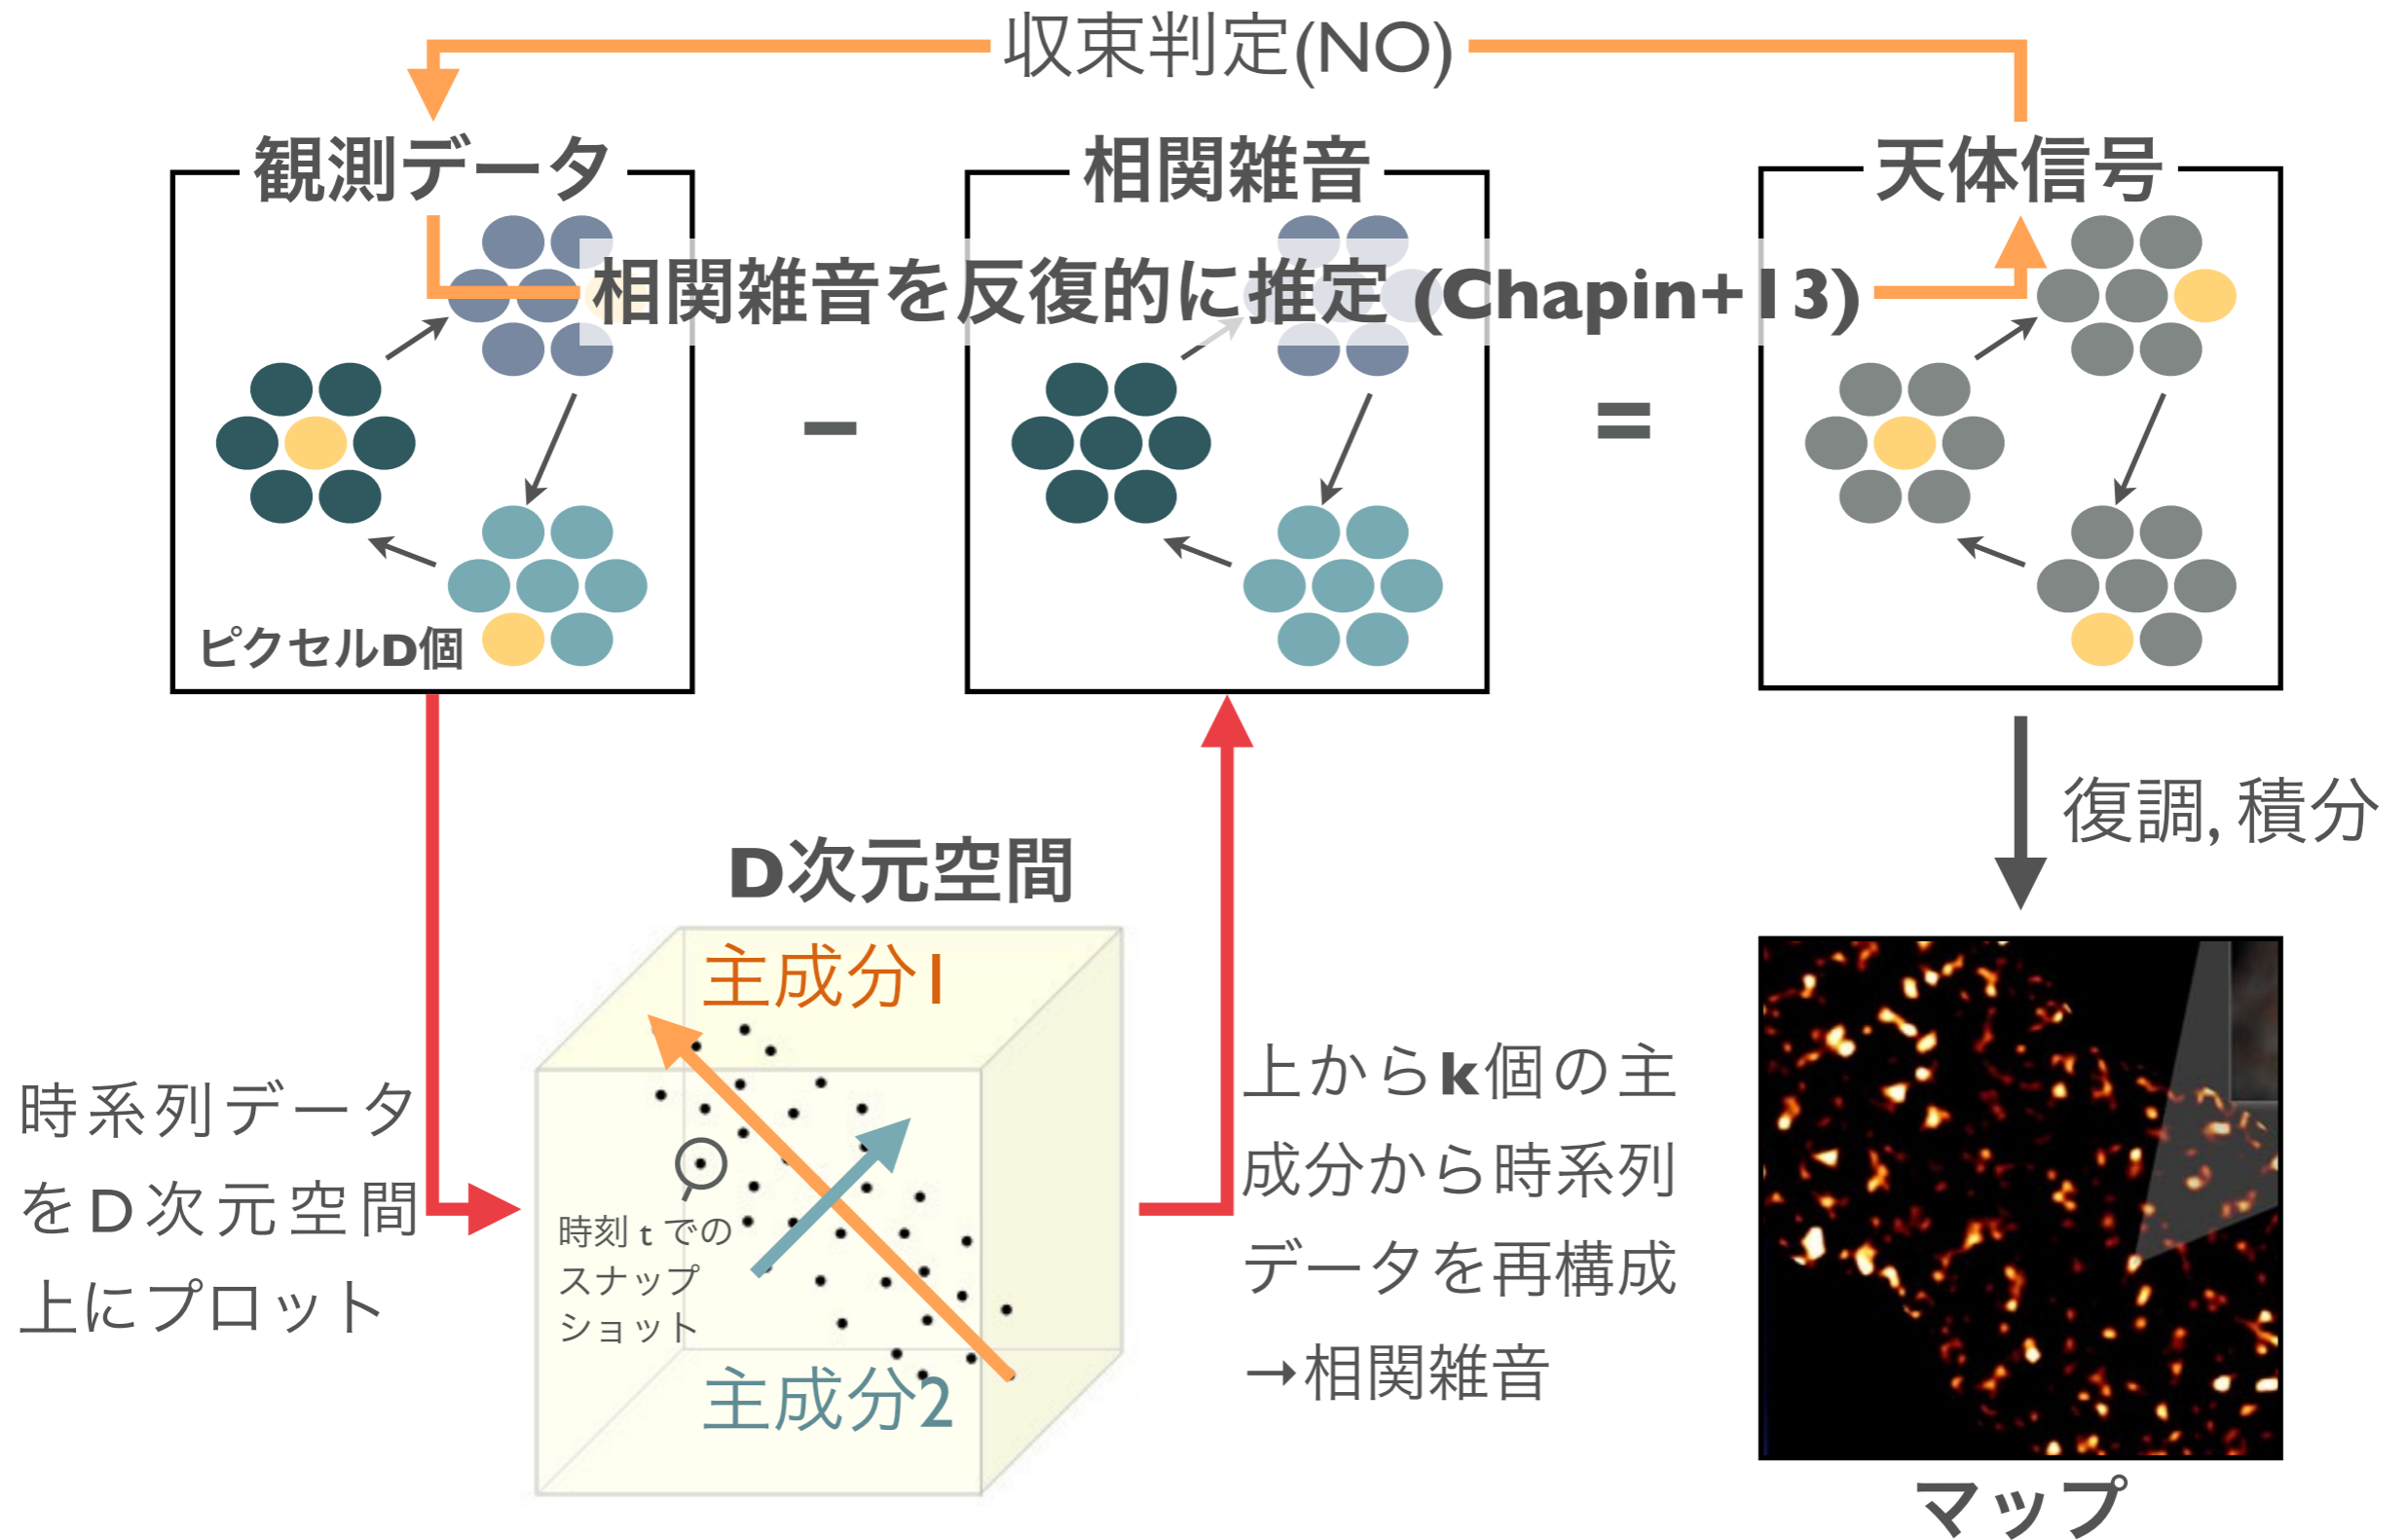 収束判定(NO)
観測データ
相関雑音
天体信号
相関雑音を反復的に推定 (Chapin+13)
–
=
ピクセルD個
復調, 積分
D次元空間
主成分1
時系列データ
をD次元空間
上にプロット
時刻 t での
スナップ
ショット
主成分2
上からk個の主
成分から時系列
データを再構成
→相関雑音
マップ